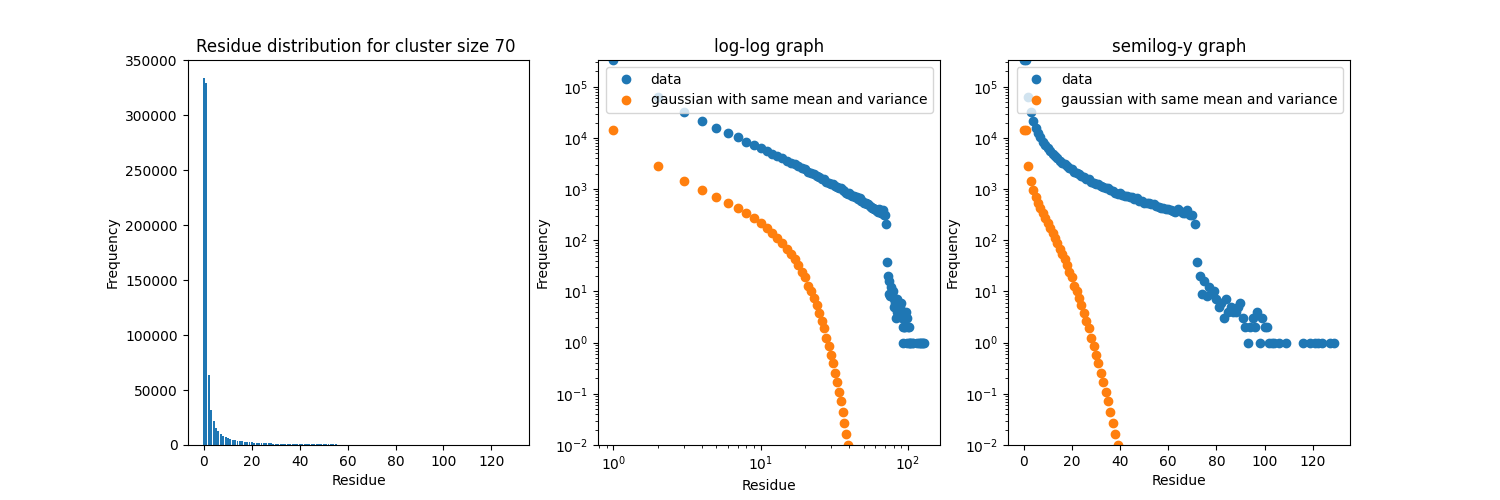 Residue distribution for cluster size 70
350000
300000
250000
200000
150000
100000
50000
0
Frequency
0 20 40 60 80 100 120
Residue
log-log graph
data
gaussian with same mean and variance
10^5
10^4
10^3
10^2
10^1
10^0
10^-1
10^-2
Frequency
10^0 10^1 10^2
Residue
semilog-y graph
data
gaussian with same mean and variance
10^5
10^4
10^3
10^2
10^1
10^0
10^-1
10^-2
Frequency
0 20 40 60 80 100 120
Residue